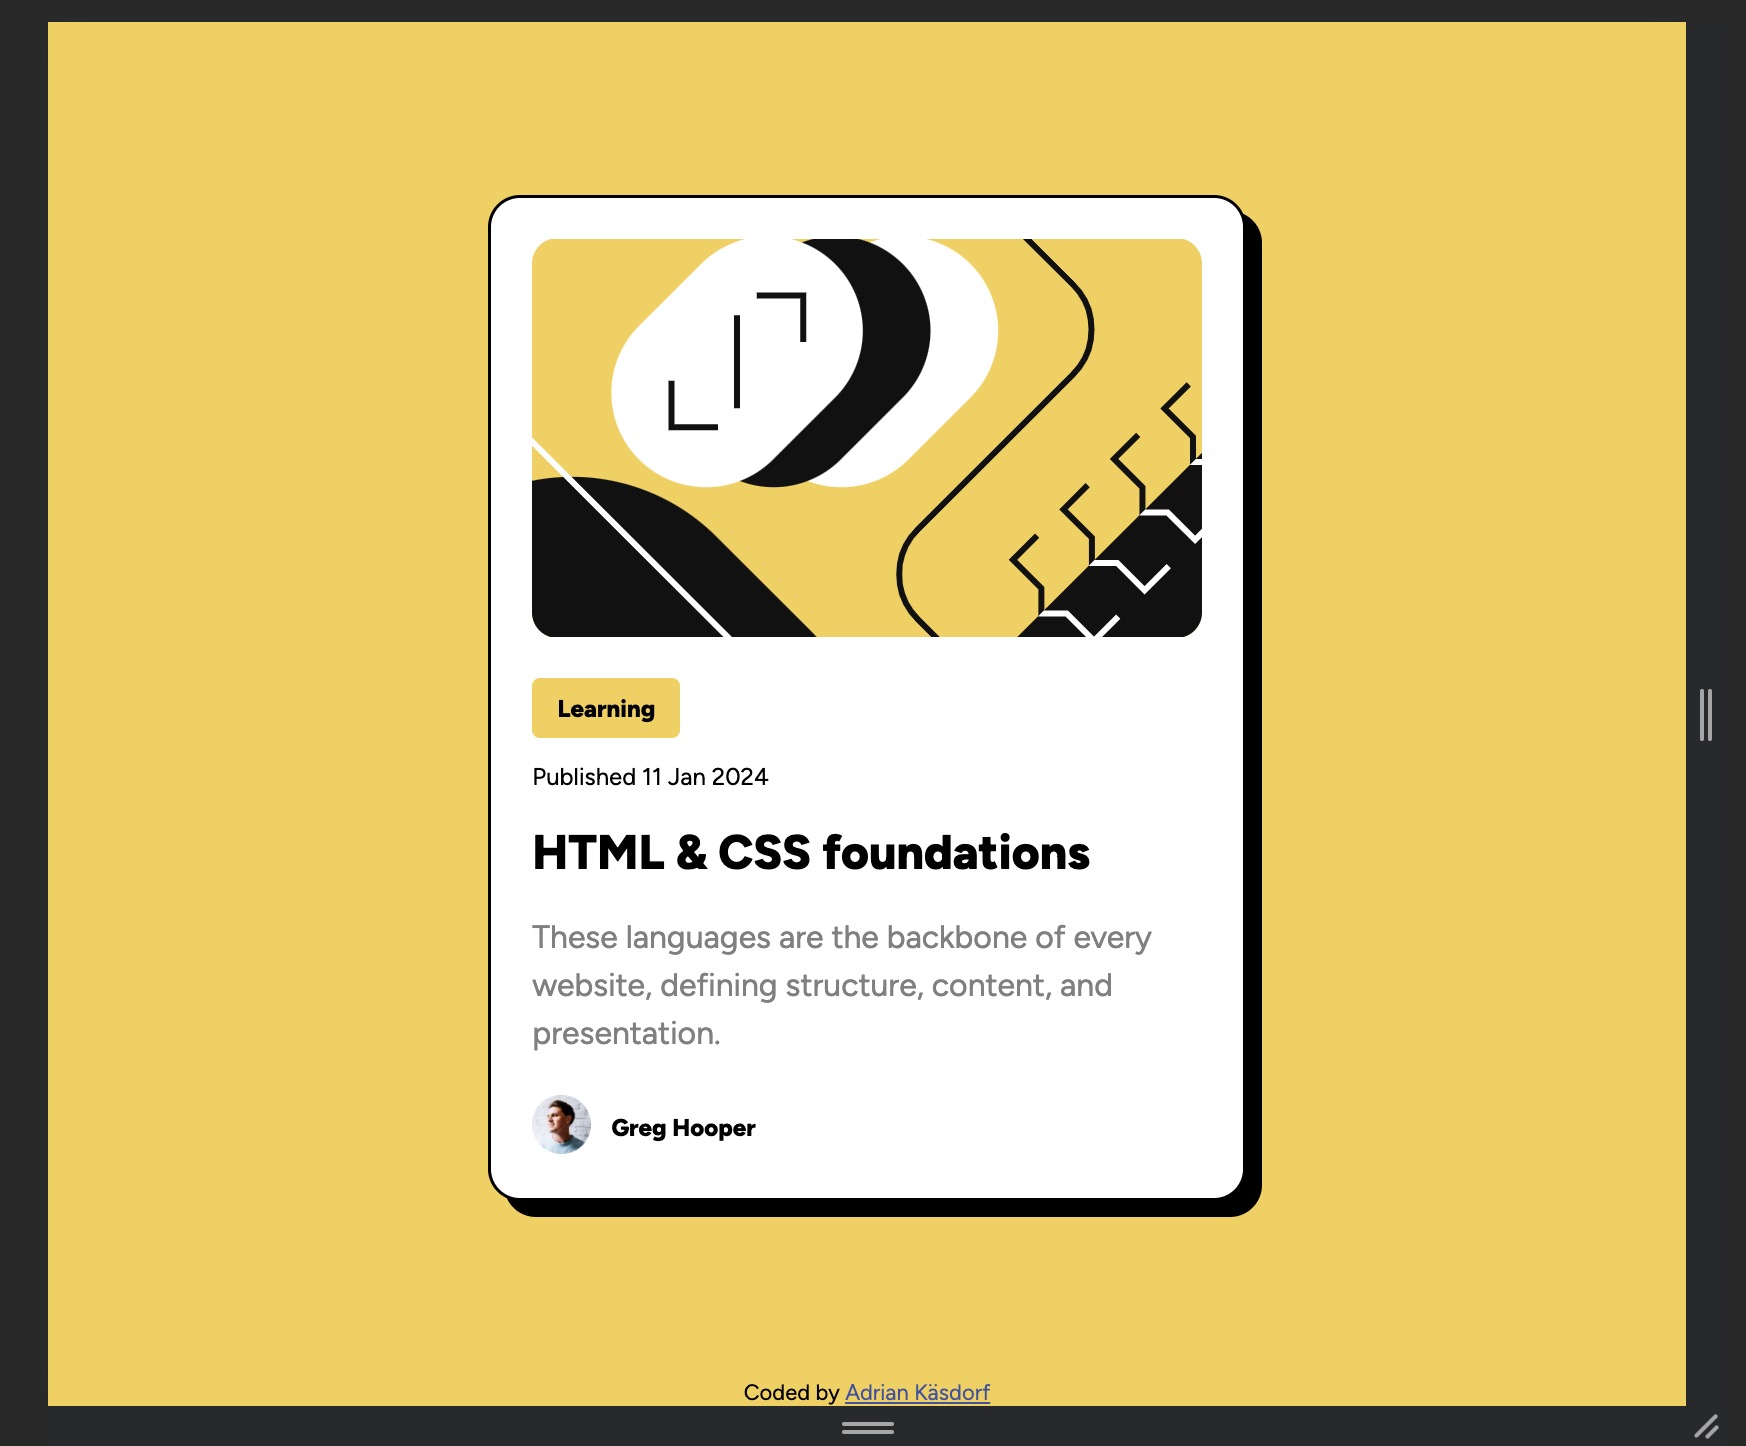 Learning
Published 11 Jan 2024
HTML & CSS foundations
These languages are the backbone of every
website, defining structure, content, and
presentation.
Greg Hooper
Coded by Adrian Käsdorf